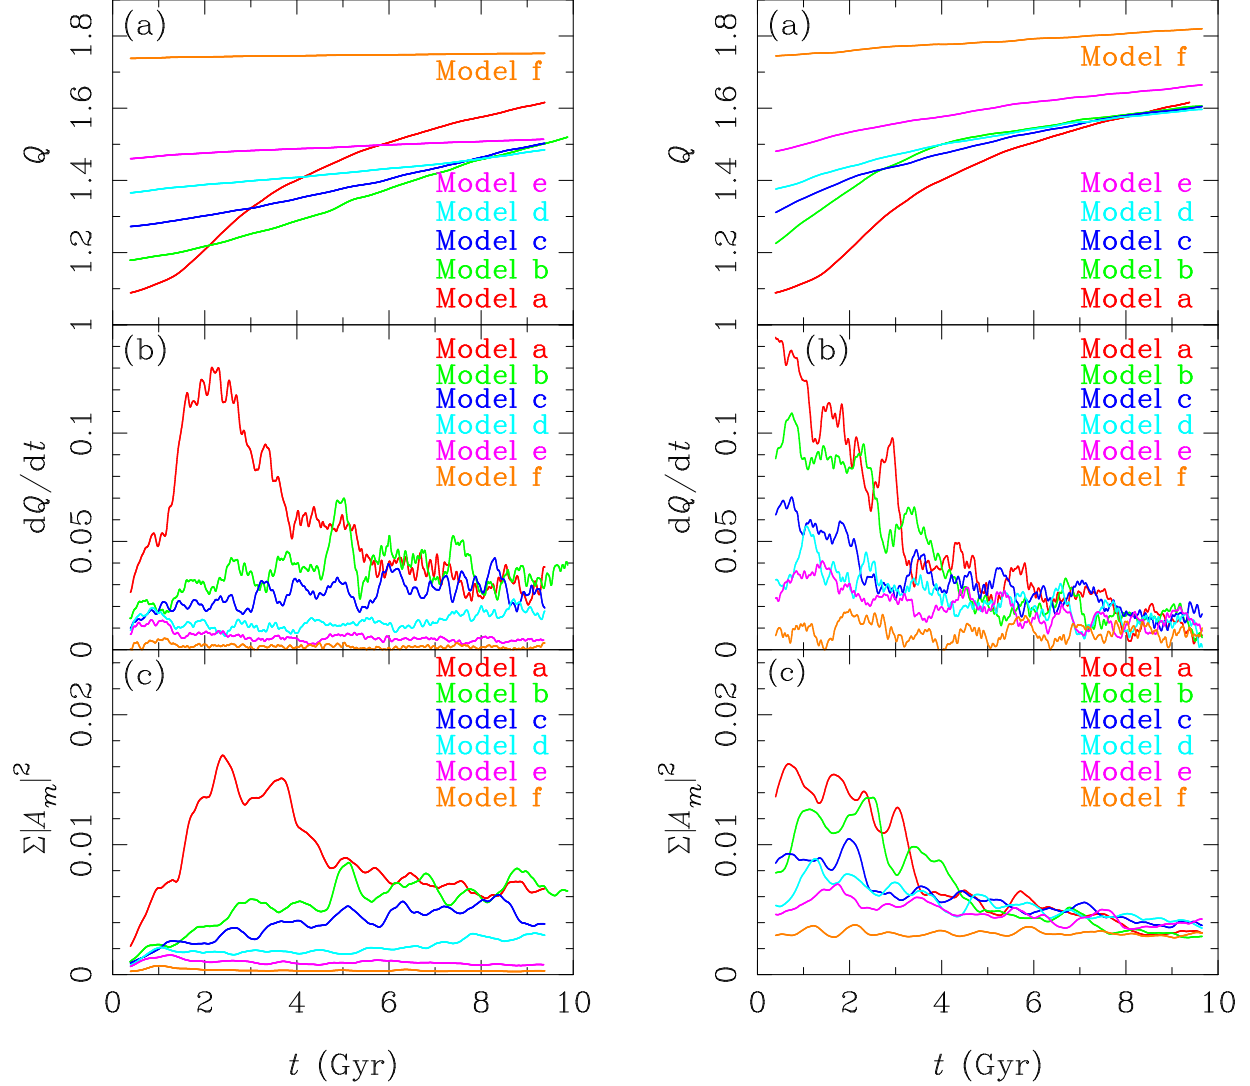 (a)
1.8
1.6
1.4
1.2
1
Q
Model f
Model e
Model d
Model c
Model b
Model a
(b)
0.1
0.05
0
dQ/dt
Model a
Model b
Model c
Model d
Model e
Model f
(c)
0.02
0.01
0
Σ|A_m|²
Model a
Model b
Model c
Model d
Model e
Model f
0 2 4 6 8 10
t (Gyr)
(a)
1.8
1.6
1.4
1.2
1
Q
Model f
Model e
Model d
Model c
Model b
Model a
(b)
0.1
0.05
0
dQ/dt
Model a
Model b
Model c
Model d
Model e
Model f
(c)
0.02
0.01
0
Σ|A_m|²
Model a
Model b
Model c
Model d
Model e
Model f
0 2 4 6 8 10
t (Gyr)